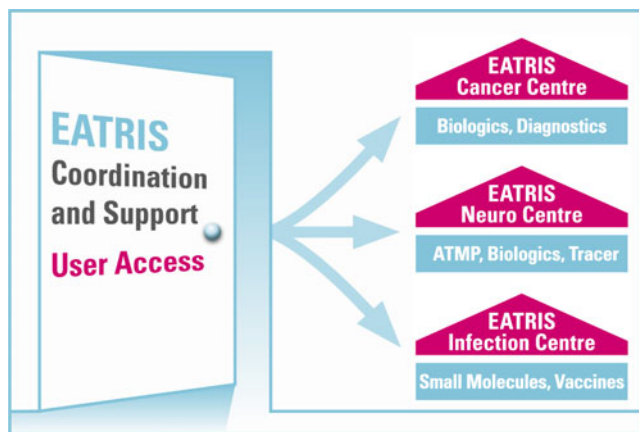 EATRIS
Coordination
and Support
User Access
EATRIS
Cancer Centre
Biologics, Diagnostics
EATRIS
Neuro Centre
ATMP, Biologics, Tracer
EATRIS
Infection Centre
Small Molecules, Vaccines